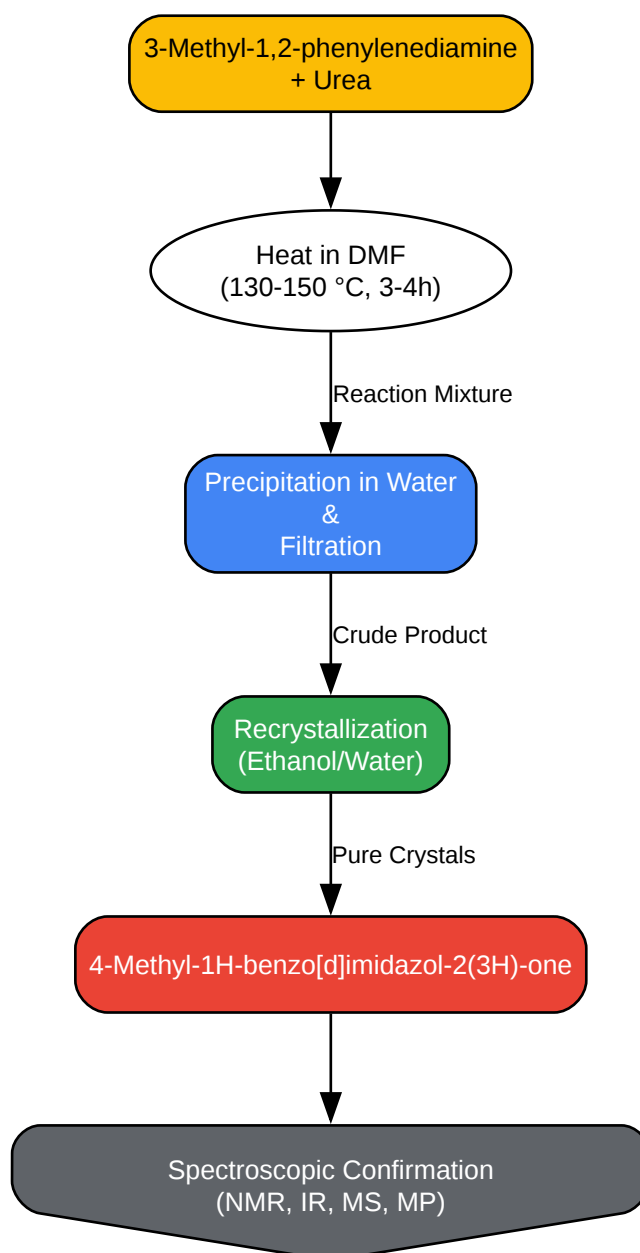 3-Methyl-1,2-phenylenediamine
+ Urea
Heat in DMF
(130-150 °C, 3-4h)
Reaction Mixture
Precipitation in Water
&
Filtration
Crude Product
Recrystallization
(Ethanol/Water)
Pure Crystals
4-Methyl-1H-benzo[d]imidazol-2(3H)-one
Spectroscopic Confirmation
(NMR, IR, MS, MP)